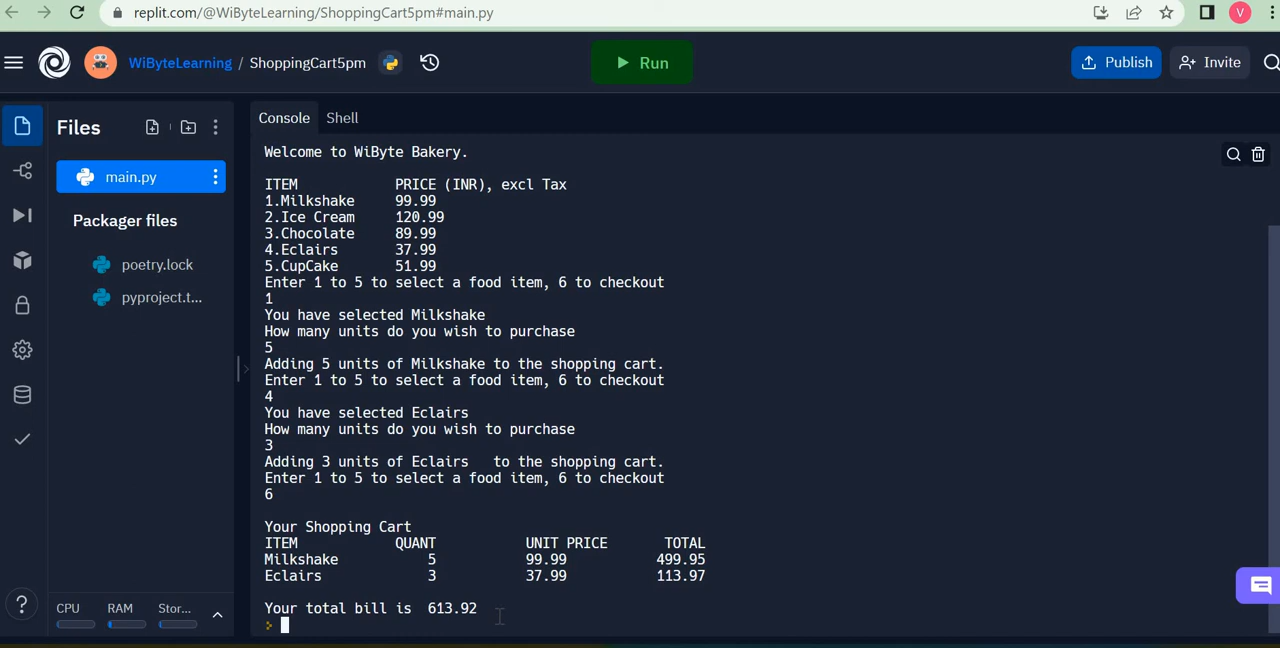 replit.com/@WiByteLearning/ShoppingCart5pm#main.py
V
WiByteLearning / ShoppingCart5pm
Run
Publish
Invite
Files
main.py
Packager files
poetry.lock
pyproject.t...
CPU RAM Stor...
?
Console Shell
Welcome to WiByte Bakery.
ITEM PRICE (INR), excl Tax
1.Milkshake 99.99
2.Ice Cream 120.99
3.Chocolate 89.99
4.Eclairs 37.99
5.CupCake 51.99
Enter 1 to 5 to select a food item, 6 to checkout
1
You have selected Milkshake
How many units do you wish to purchase
5
Adding 5 units of Milkshake to the shopping cart.
Enter 1 to 5 to select a food item, 6 to checkout
4
You have selected Eclairs
How many units do you wish to purchase
3
Adding 3 units of Eclairs to the shopping cart.
Enter 1 to 5 to select a food item, 6 to checkout
6
Your Shopping Cart
ITEM QUANT UNIT PRICE TOTAL
Milkshake 5 99.99 499.95
Eclairs 3 37.99 113.97
Your total bill is 613.92